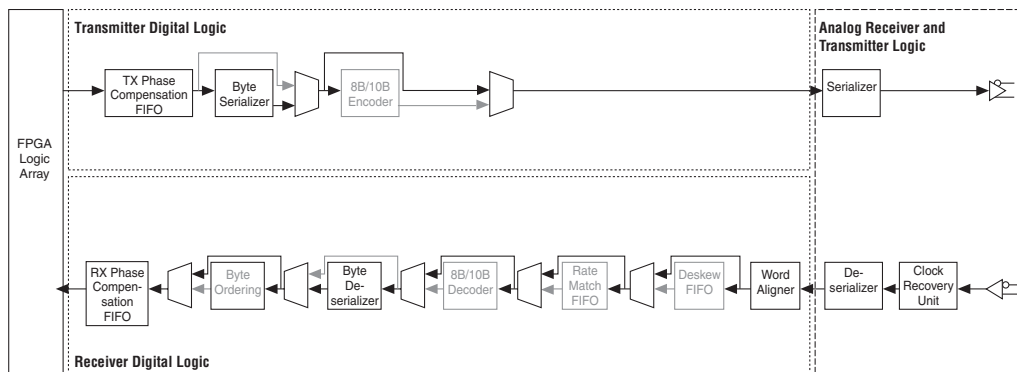 Transmitter Digital Logic
Analog Receiver and
Transmitter Logic
TX Phase
Compensation
FIFO
Byte
Serializer
8B/10B
Encoder
Serializer
FPGA
Logic
Array
RX Phase
Compen-
sation
FIFO
Byte
Ordering
Byte
De-
serializer
8B/10B
Decoder
Rate
Match
FIFO
Deskew
FIFO
Word
Aligner
De-
serializer
Clock
Recovery
Unit
Receiver Digital Logic